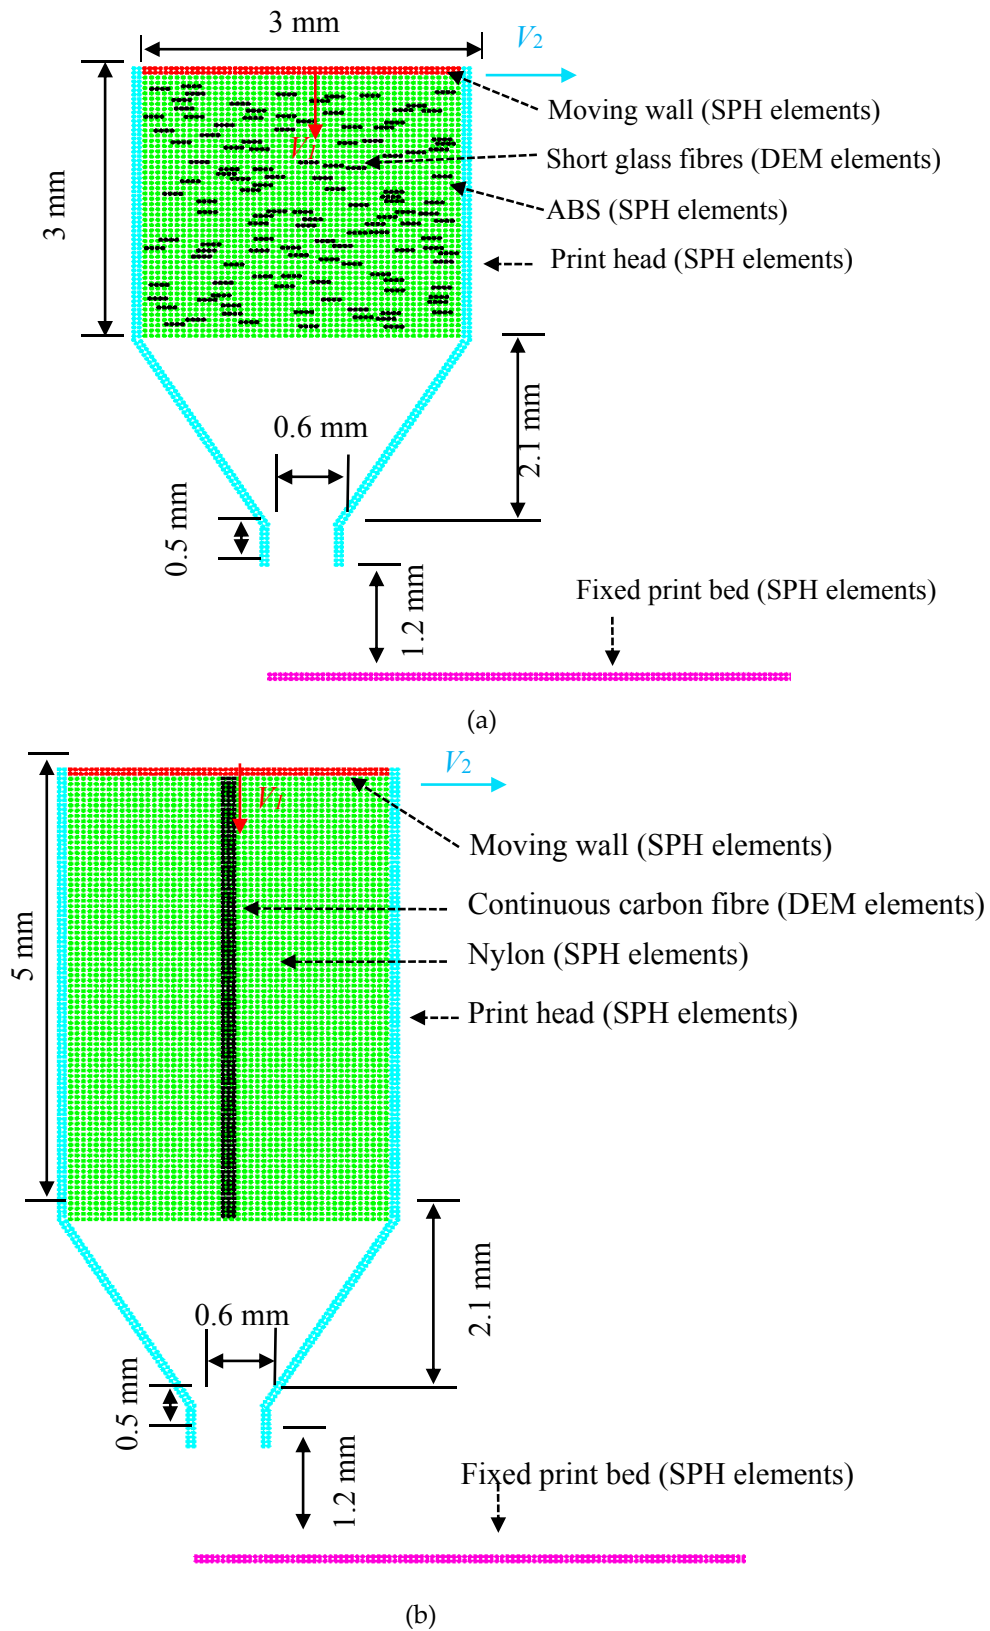 3 mm
V2
Moving wall (SPH elements)
V1
Short glass fibres (DEM elements)
3 mm
ABS (SPH elements)
Print head (SPH elements)
2.1 mm
0.6 mm
0.5 mm
1.2 mm
Fixed print bed (SPH elements)
(a)
V2
V1
Moving wall (SPH elements)
Continuous carbon fibre (DEM elements)
5 mm
Nylon (SPH elements)
Print head (SPH elements)
2.1 mm
0.6 mm
0.5 mm
1.2 mm
Fixed print bed (SPH elements)
(b)